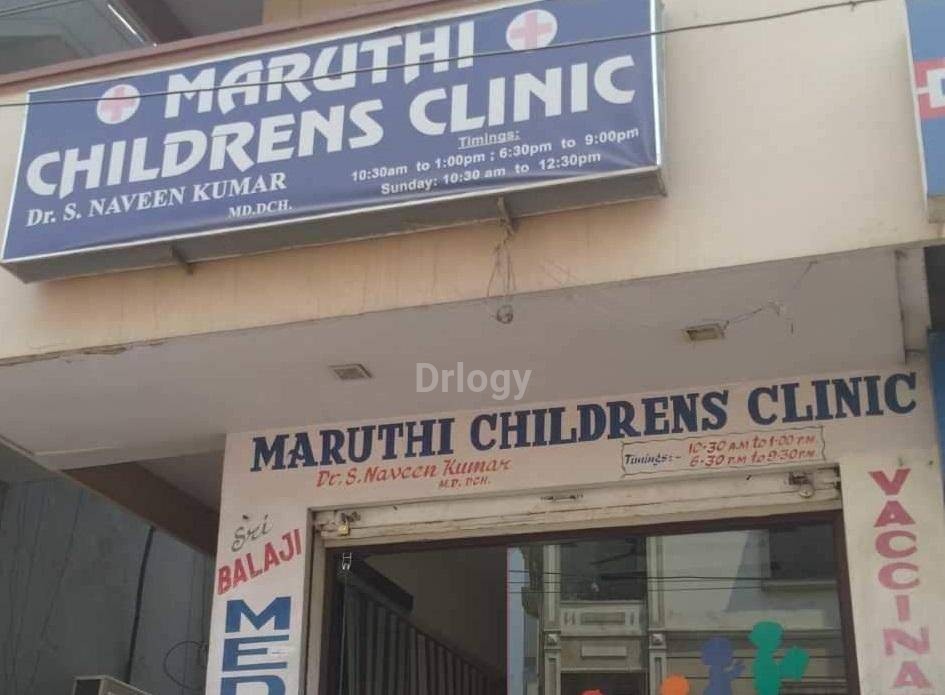 MARUTHI
CHILDRENS CLINIC
Dr. S. NAVEEN KUMAR
MD.DCH.
Timings:
10:30am to 1:00pm ; 6:30pm to 9:00pm
Sunday: 10:30 am to 12:30pm
Drlogy
MARUTHI CHILDRENS CLINIC
Dr. S. Naveen Kumar
M.D. DCH.
Timings:- 10-30 A.M to 1-00 P.M
6-30 P.M to 9-30 P.M
Sri
BALAJI
MED
VACCINA